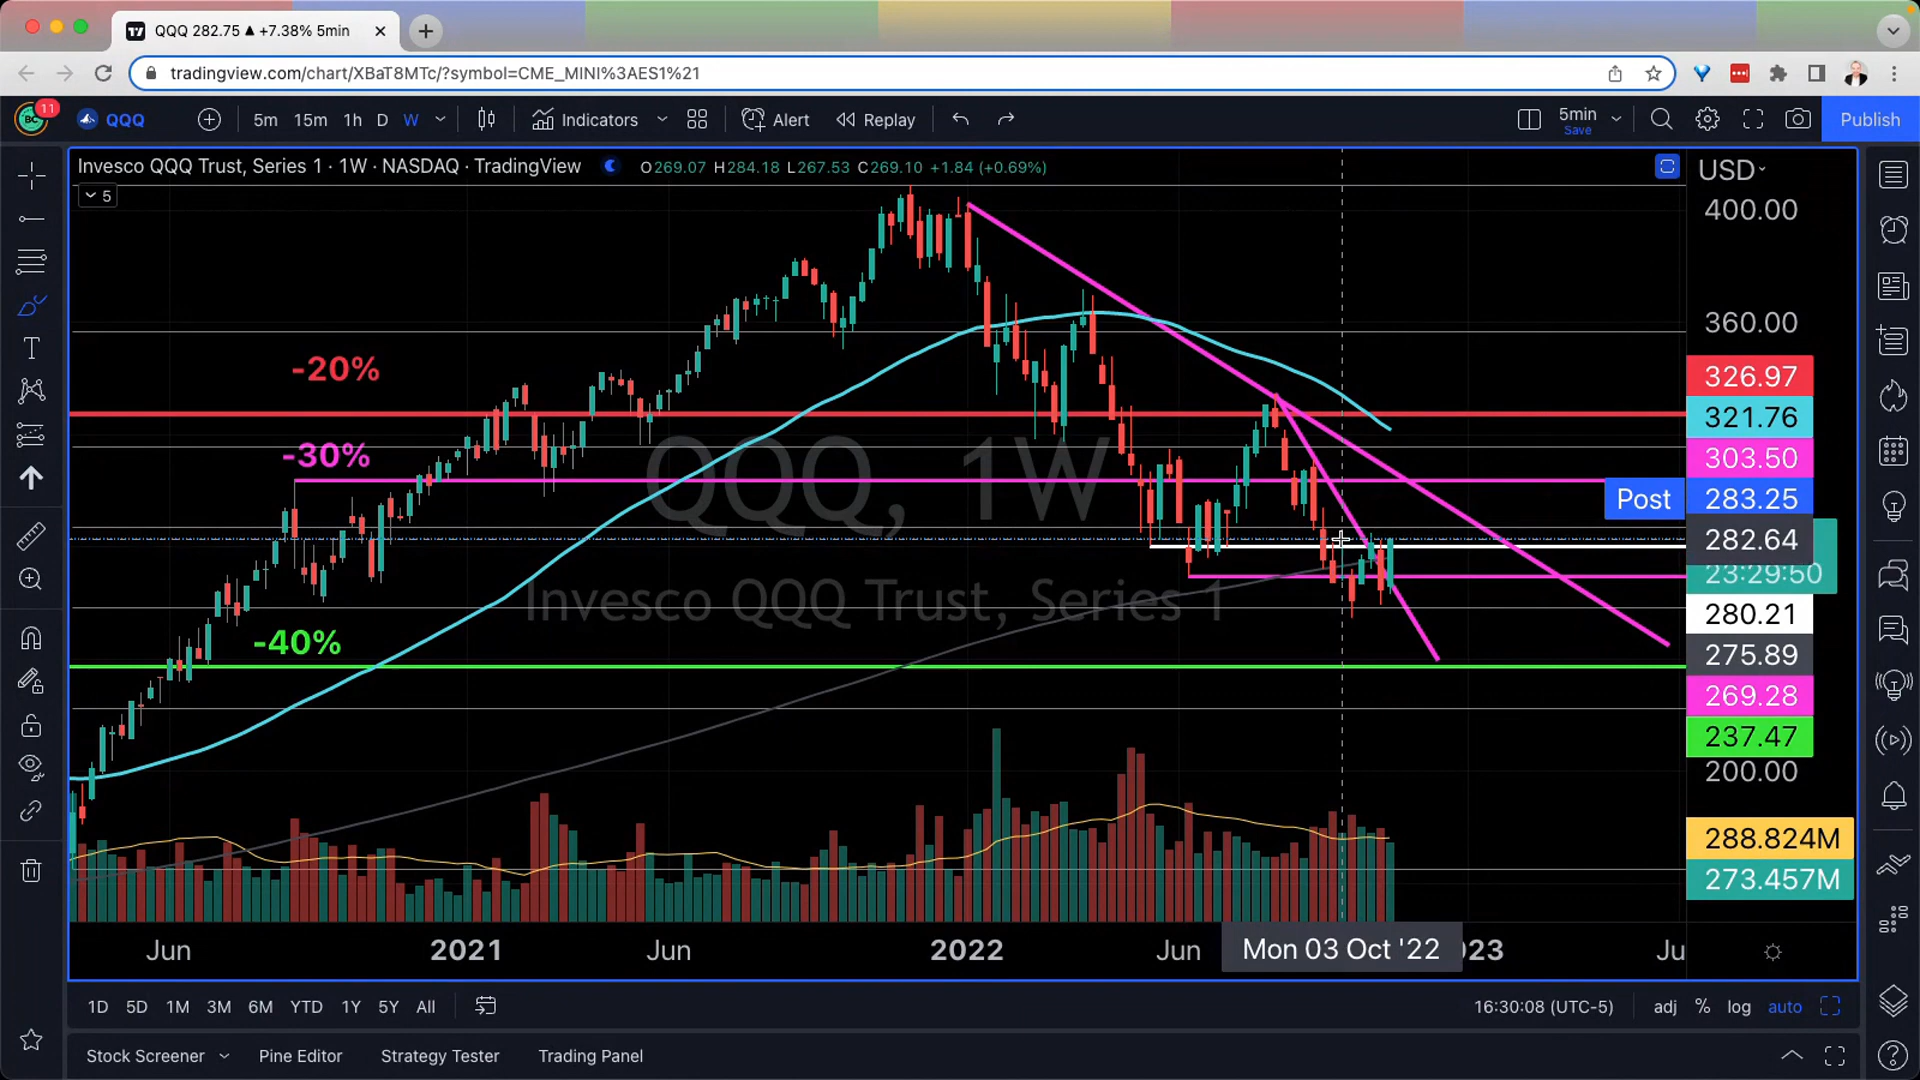 QQQ 282.75 ▲ +7.38% 5min
tradingview.com/chart/XBaT8MTc/?symbol=CME_MINI%3AES1%21
11
BC
QQQ
5m 15m 1h D W
Indicators
Alert
Replay
5min
Save
Publish
Invesco QQQ Trust, Series 1 · 1W · NASDAQ · TradingView
O269.07 H284.18 L267.53 C269.10 +1.84 (+0.69%)
5
USD
400.00
360.00
-20%
326.97
321.76
-30%
303.50
QQQ, 1W
Post 283.25
282.64
23:29:50
Invesco QQQ Trust, Series 1
280.21
-40%
275.89
269.28
237.47
200.00
288.824M
273.457M
Jun 2021 Jun 2022 Jun Mon 03 Oct '22 023 Ju
1D 5D 1M 3M 6M YTD 1Y 5Y All
16:30:08 (UTC-5) adj % log auto
Stock Screener Pine Editor Strategy Tester Trading Panel